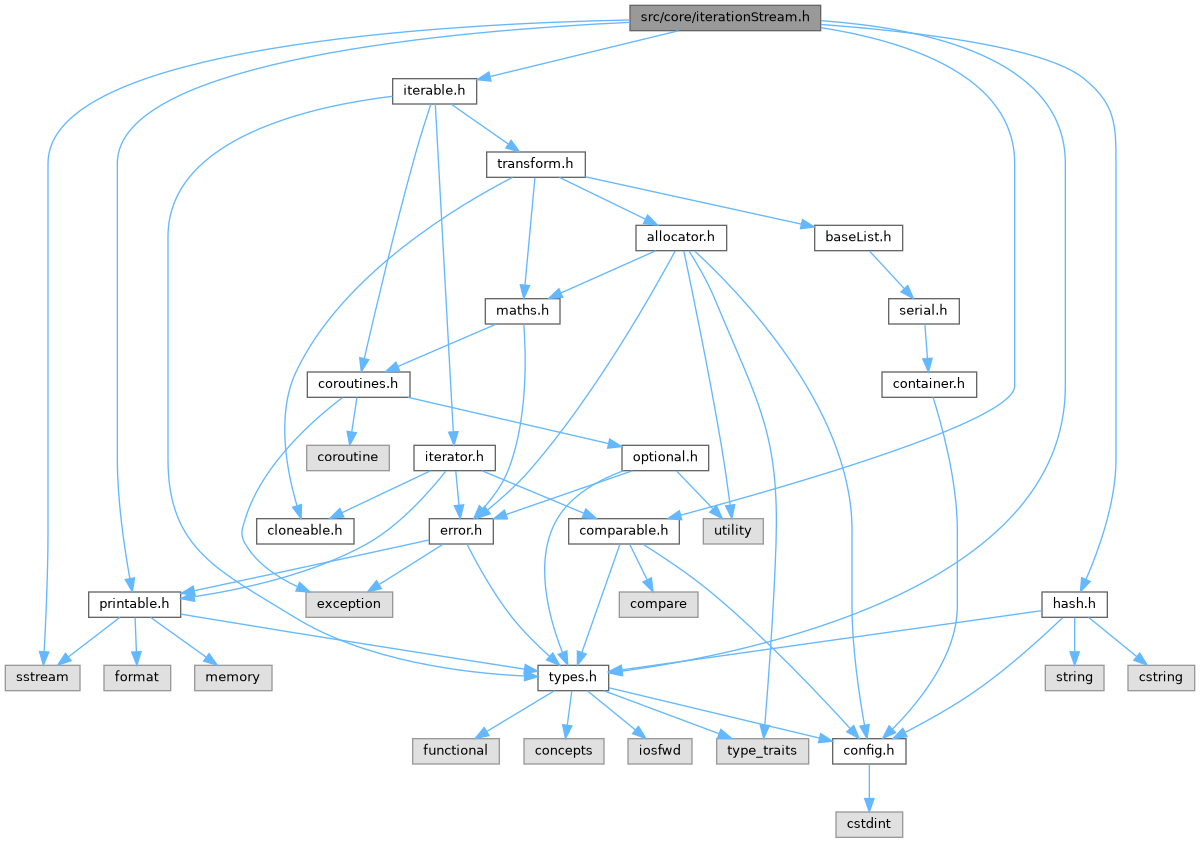 src/core/iterationStream.h
iterable.h
transform.h
allocator.h
baseList.h
maths.h
serial.h
coroutines.h
container.h
coroutine
iterator.h
optional.h
cloneable.h
error.h
comparable.h
utility
printable.h
exception
compare
hash.h
sstream
format
memory
types.h
string
cstring
functional
concepts
iosfwd
type_traits
config.h
cstdint